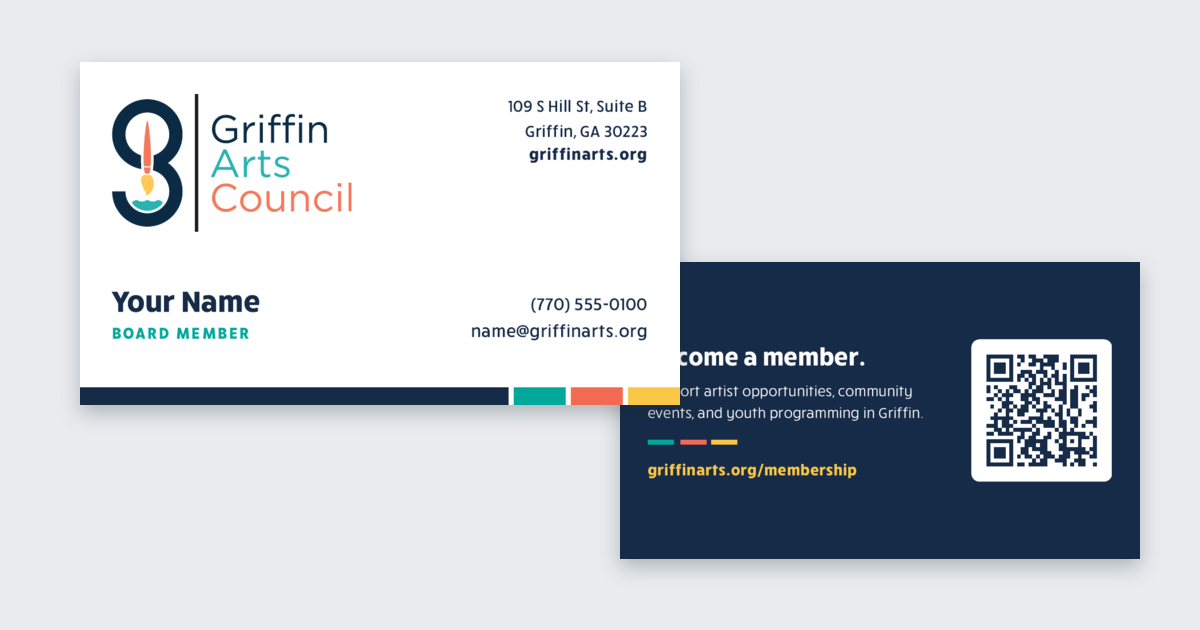 Griffin
Arts
Council
109 S Hill St, Suite B
Griffin, GA 30223
griffinarts.org
Your Name
BOARD MEMBER
(770) 555-0100
name@griffinarts.org
come a member.
ort artist opportunities, community
events, and youth programming in Griffin.
griffinarts.org/membership